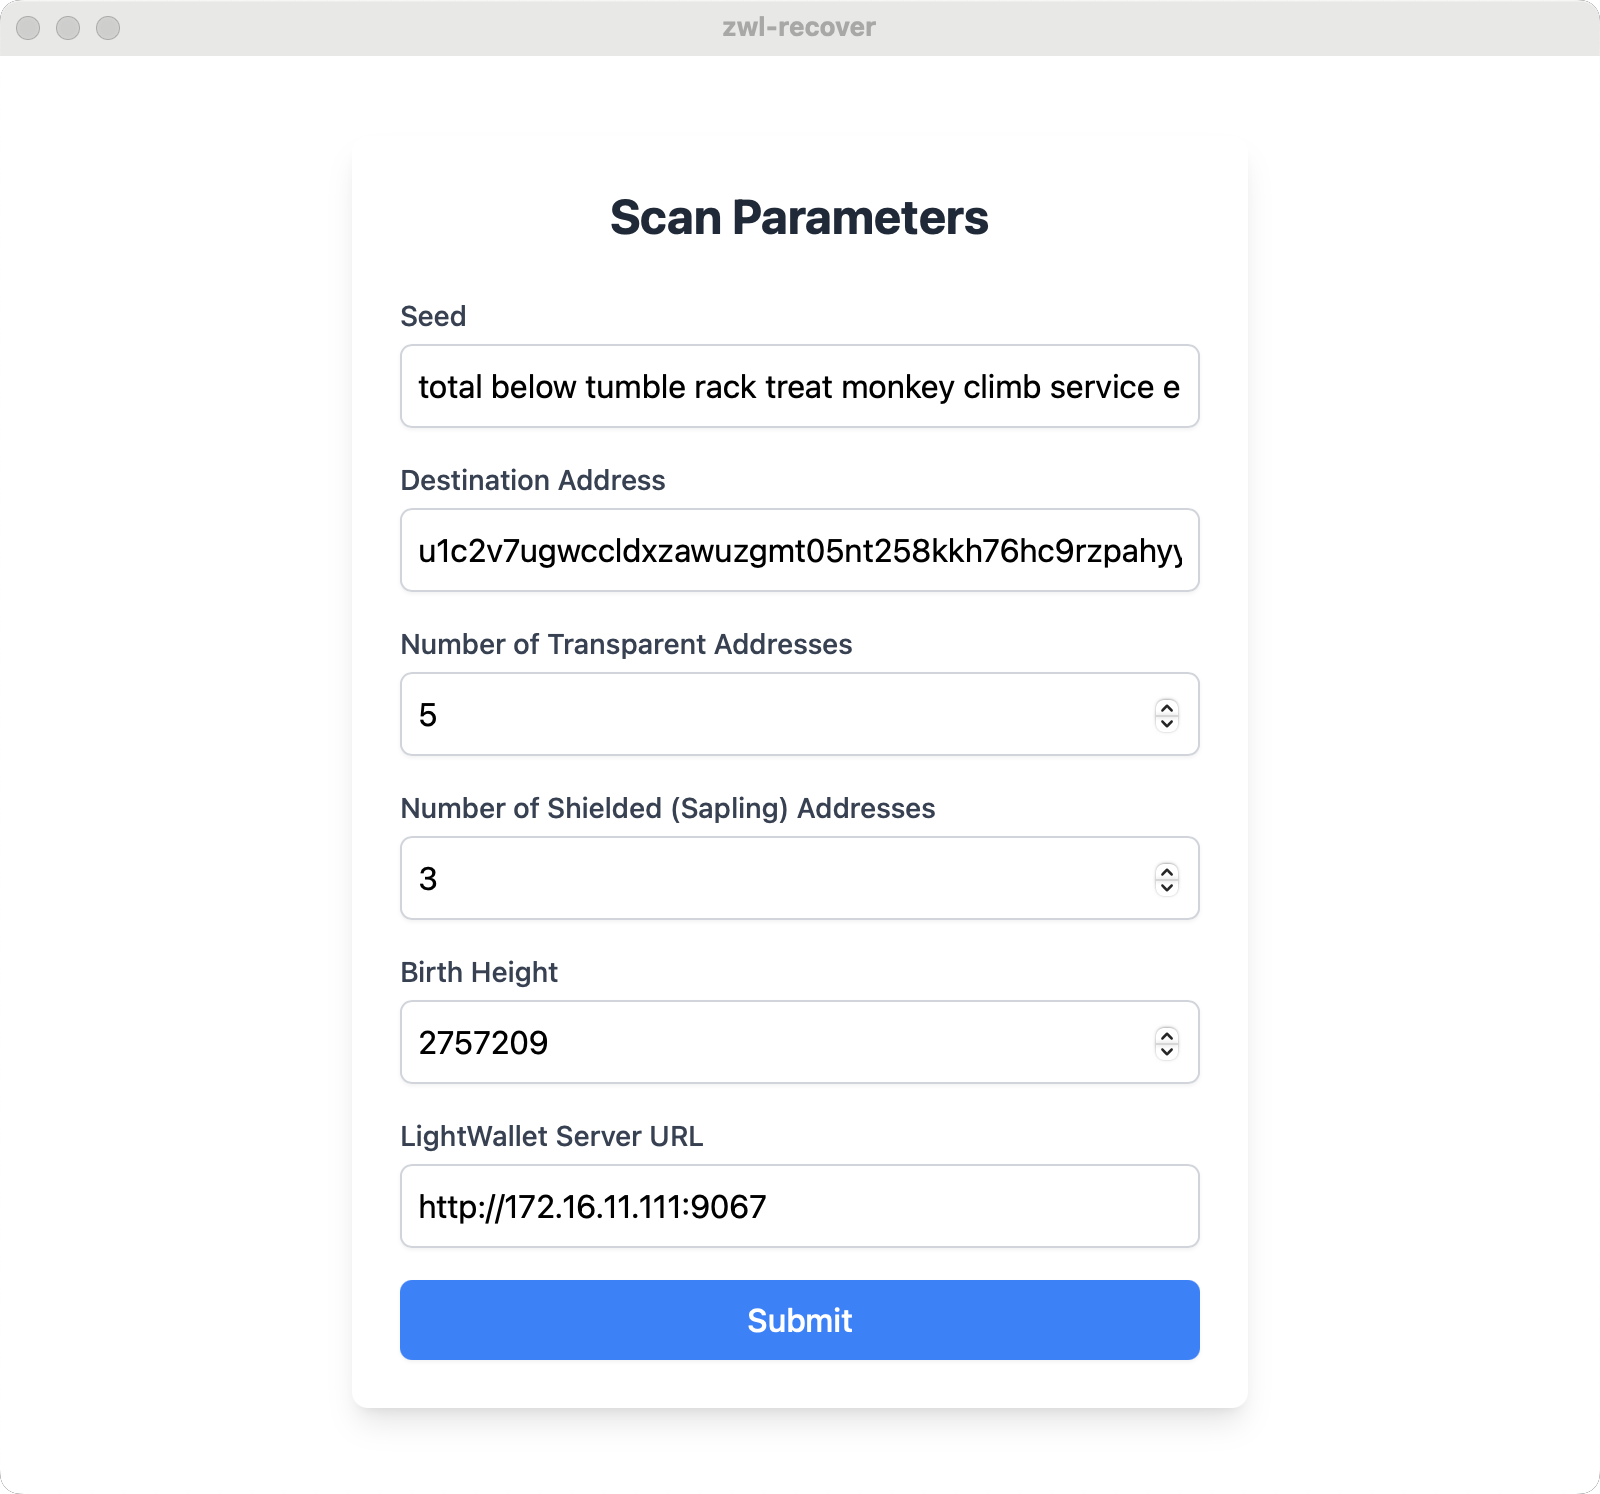 zwl-recover
Scan Parameters
Seed
total below tumble rack treat monkey climb service e
Destination Address
u1c2v7ugwccldxzawuzgmt05nt258kkh76hc9rzpahyy
Number of Transparent Addresses
5
Number of Shielded (Sapling) Addresses
3
Birth Height
2757209
LightWallet Server URL
http://172.16.11.111:9067
Submit